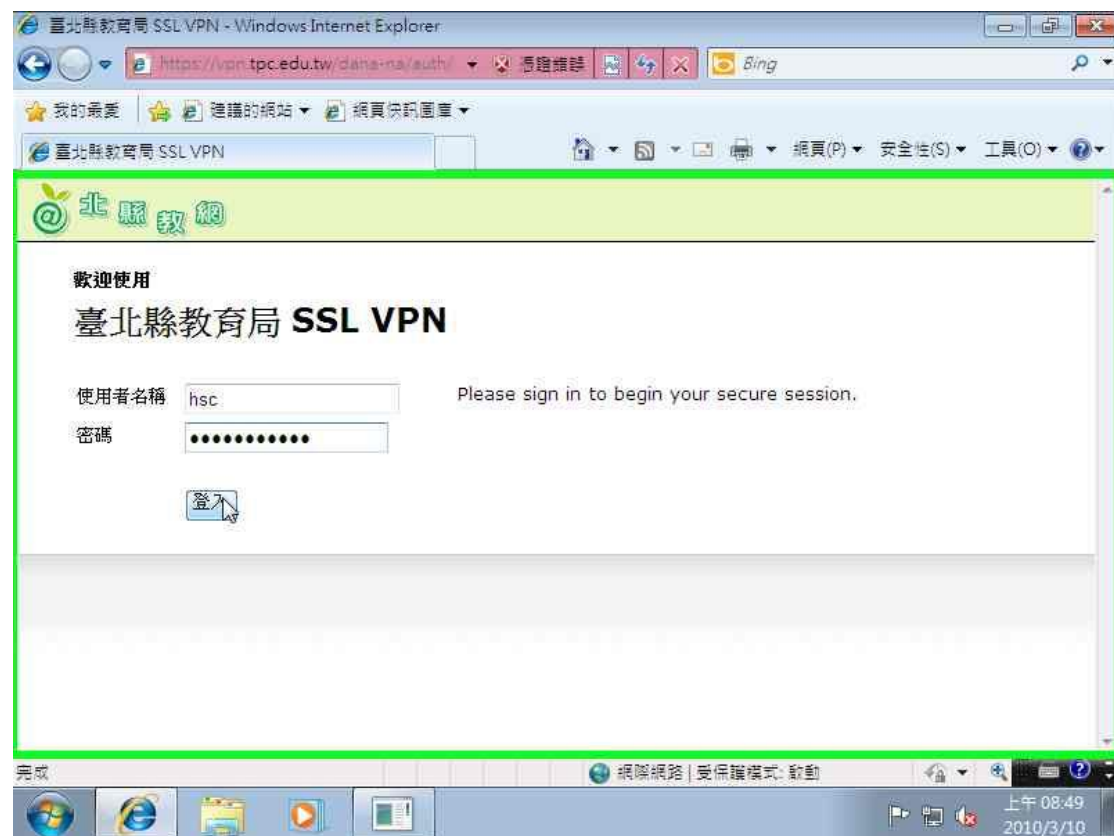 臺北縣教育局 SSL VPN - Windows Internet Explorer
https://vpn.tpc.edu.tw/dana-na/auth/ 憑證錯誤 Bing
我的最愛 建議的網站 網頁快訊圖庫
臺北縣教育局 SSL VPN 網頁(P) 安全性(S) 工具(O)
@ 北縣教網
歡迎使用
臺北縣教育局 SSL VPN
使用者名稱 hsc Please sign in to begin your secure session.
密碼 •••••••••••
登入
完成 網際網路 | 受保護模式: 啟動
上午 08:49
2010/3/10